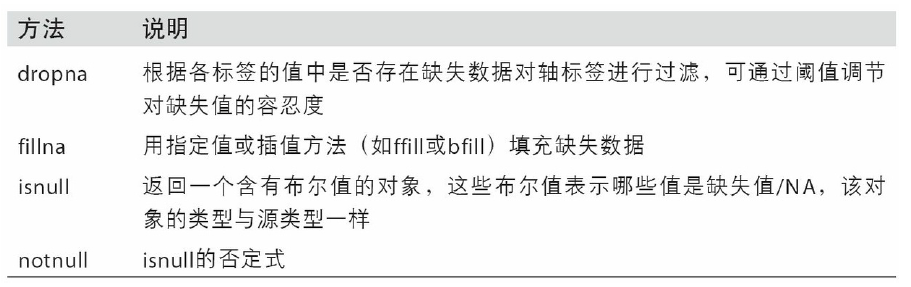 方法 说明
dropna 根据各标签的值中是否存在缺失数据对轴标签进行过滤，可通过阈值调节
对缺失值的容忍度
fillna 用指定值或插值方法（如ffill或bfill）填充缺失数据
isnull 返回一个含有布尔值的对象，这些布尔值表示哪些值是缺失值/NA，该对
象的类型与源类型一样
notnull isnull的否定式